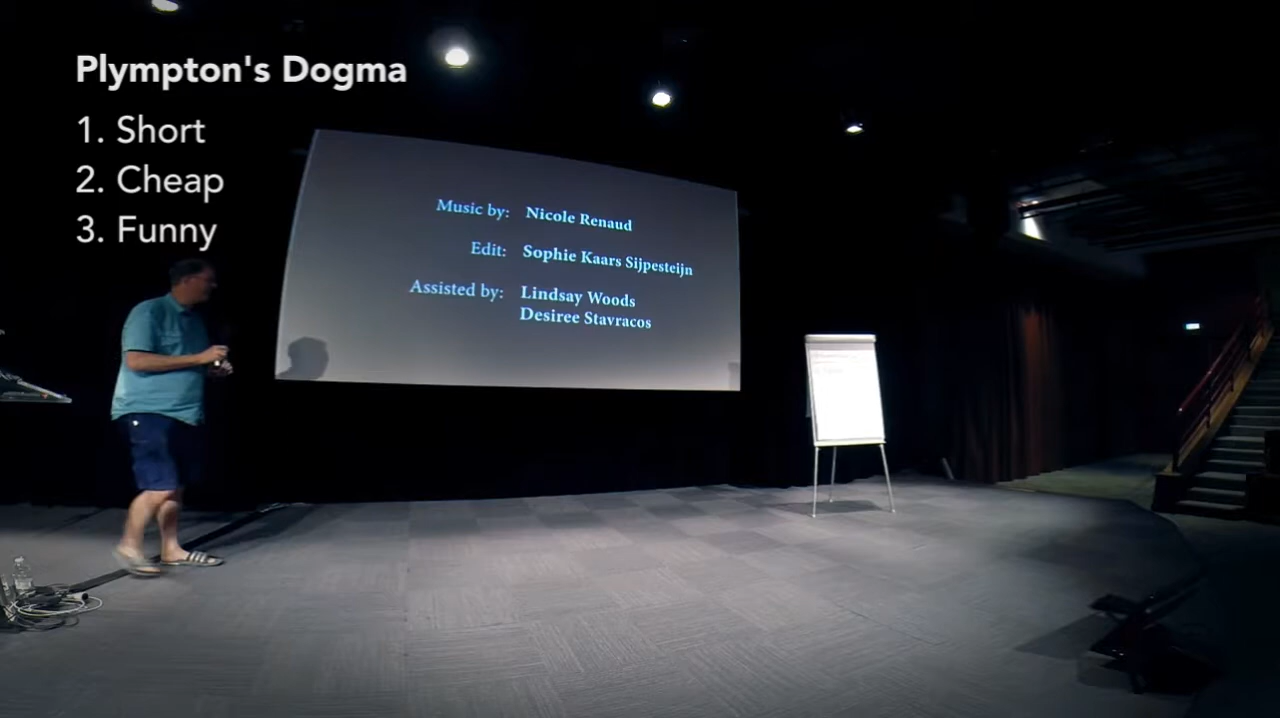 Plympton's Dogma
1. Short
2. Cheap
3. Funny
Music by: Nicole Renaud
Edit: Sophie Kaars Sijpesteijn
Assisted by: Lindsay Woods
Desiree Stavracos